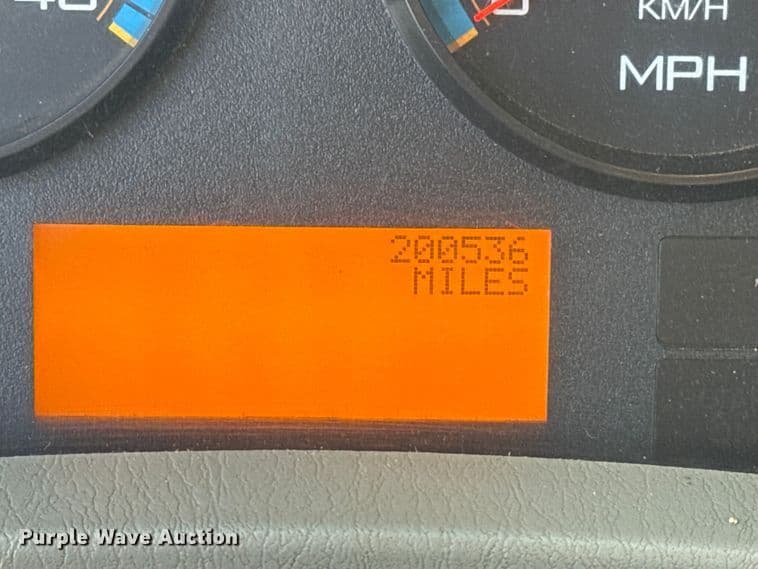 KM/H
MPH
200536
MILES
Purple Wave Auction